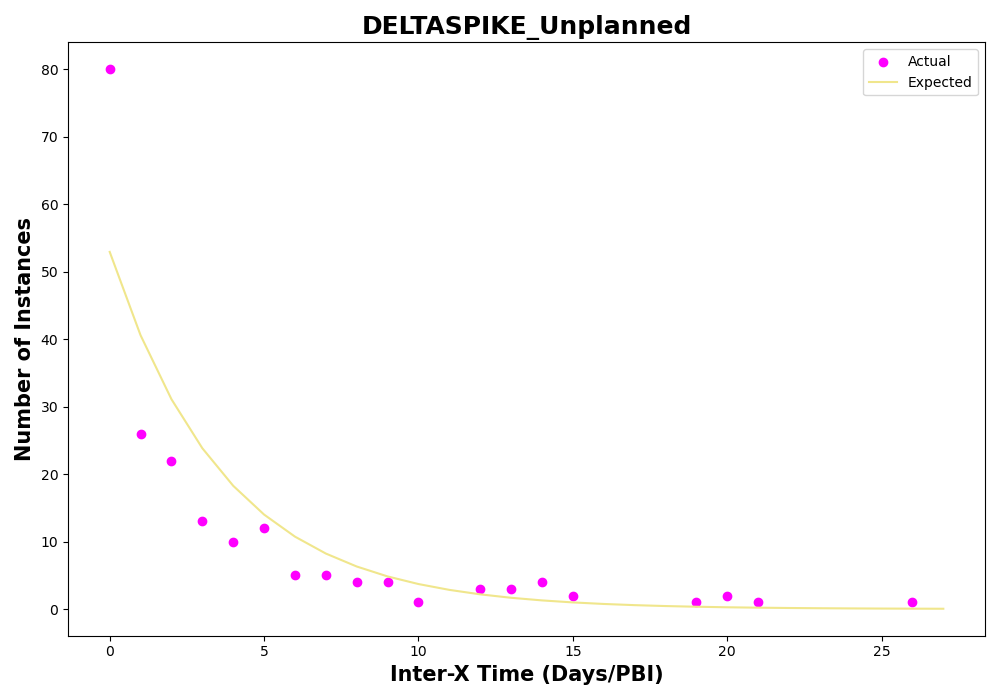 DELTASPIKE_Unplanned
Actual
Expected
Number of Instances
80
70
60
50
40
30
20
10
0
0 5 10 15 20 25
Inter-X Time (Days/PBI)